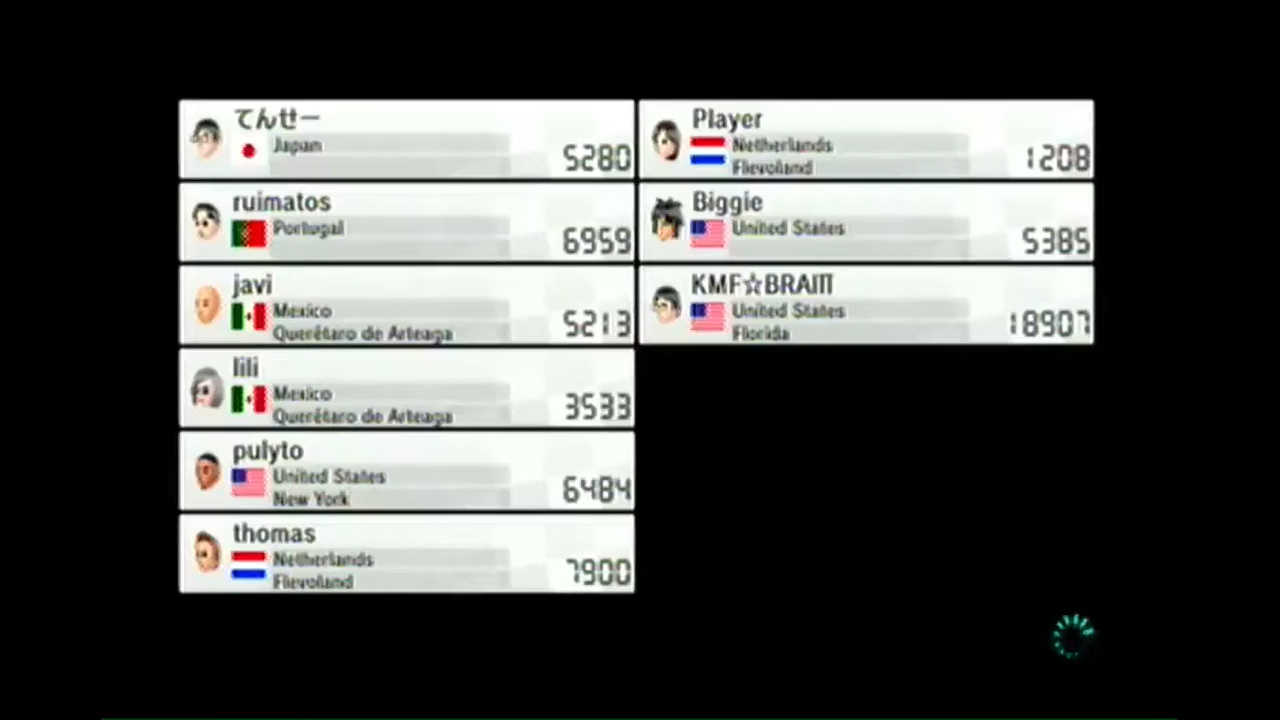 てんせー
Japan
5280
ruimatos
Portugal
6959
javi
Mexico
Querétaro de Arteaga
5213
lili
Mexico
Querétaro de Arteaga
3533
pulyto
United States
New York
6484
thomas
Netherlands
Flevoland
7900
Player
Netherlands
Flevoland
1208
Biggie
United States
5385
KMF☆BRAIΠ
United States
Florida
18907